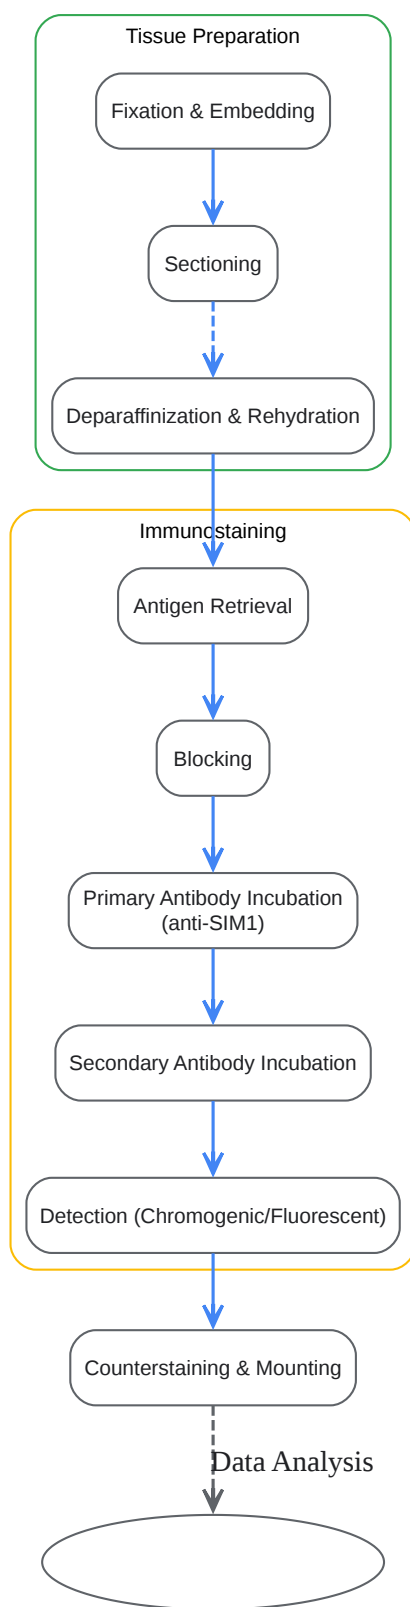 Tissue Preparation
Fixation & Embedding
Sectioning
Deparaffinization & Rehydration
Immunostaining
Antigen Retrieval
Blocking
Primary Antibody Incubation
(anti-SIM1)
Secondary Antibody Incubation
Detection (Chromogenic/Fluorescent)
Counterstaining & Mounting
Data Analysis